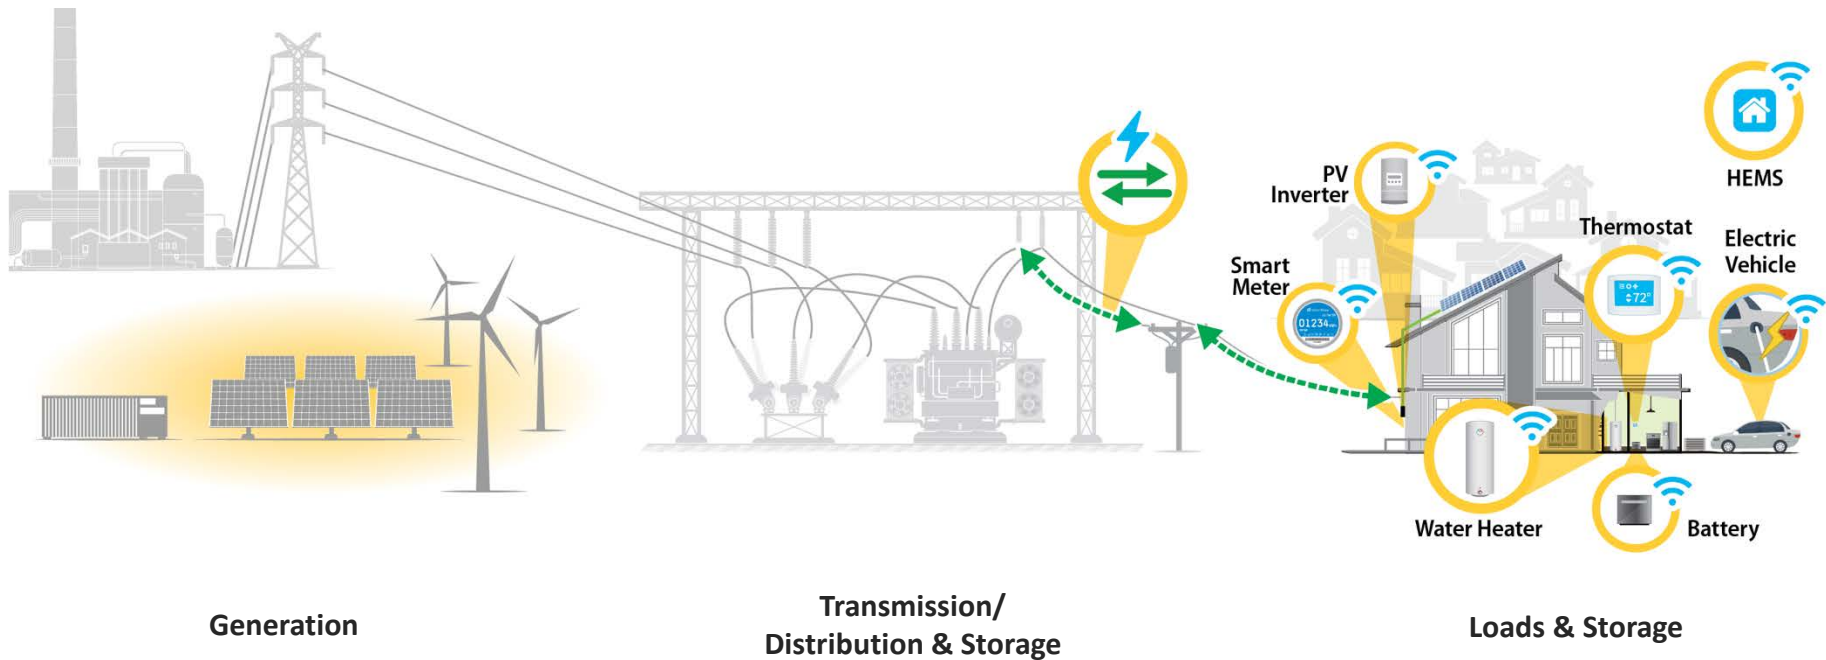 HEMS
PV
Inverter
Thermostat
Electric
Vehicle
Smart
Meter
01234
72°
Water Heater
Battery
Generation
Transmission/
Distribution & Storage
Loads & Storage